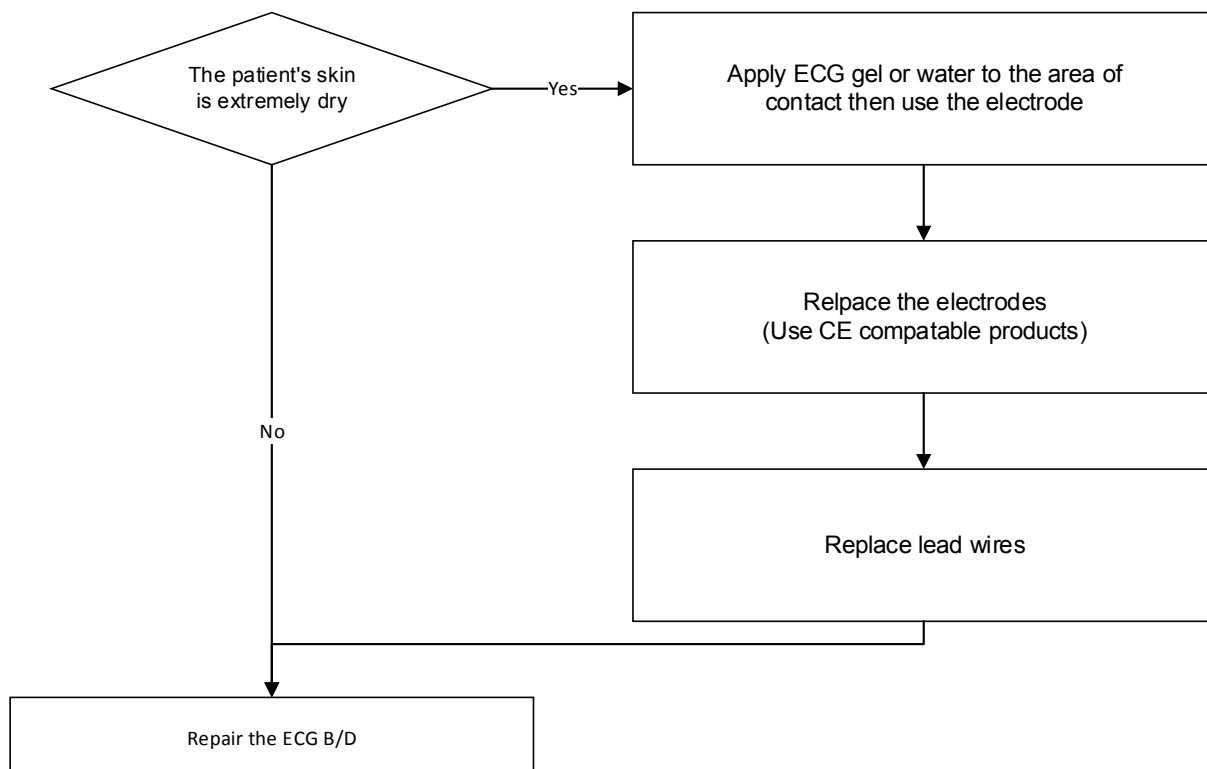 The patient's skin
is extremely dry
Yes
Apply ECG gel or water to the area of
contact then use the electrode
Relpace the electrodes
(Use CE compatable products)
No
Replace lead wires
Repair the ECG B/D